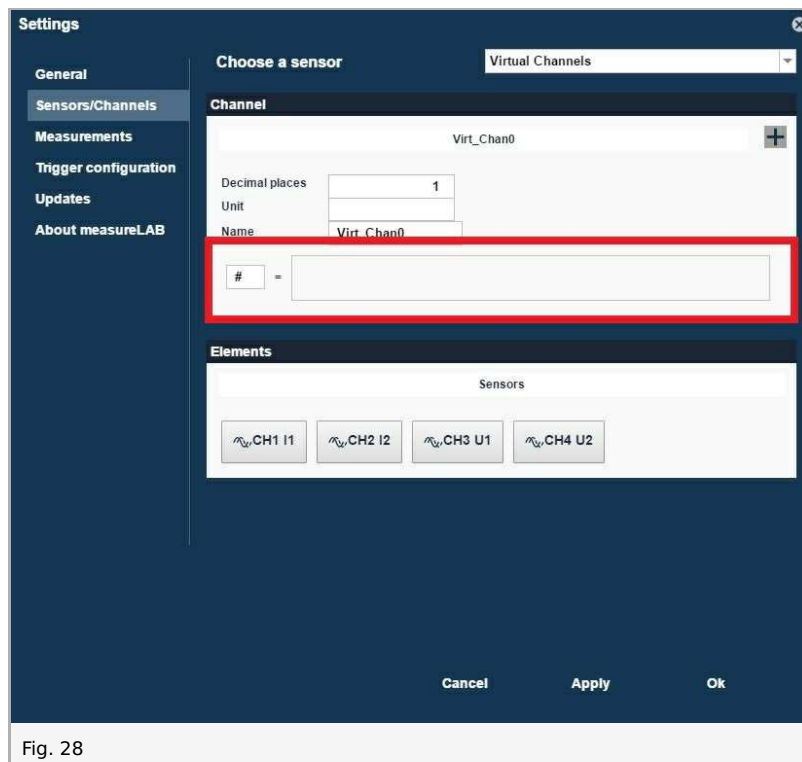 Settings
General
Sensors/Channels
Measurements
Trigger configuration
Updates
About measureLAB
Choose a sensor
Virtual Channels
Channel
Virt_Chan0
Decimal places 1
Unit
Name Virt_Chan0
# =
Elements
Sensors
CH1 I1 CH2 I2 CH3 U1 CH4 U2
Cancel Apply Ok
Fig. 28